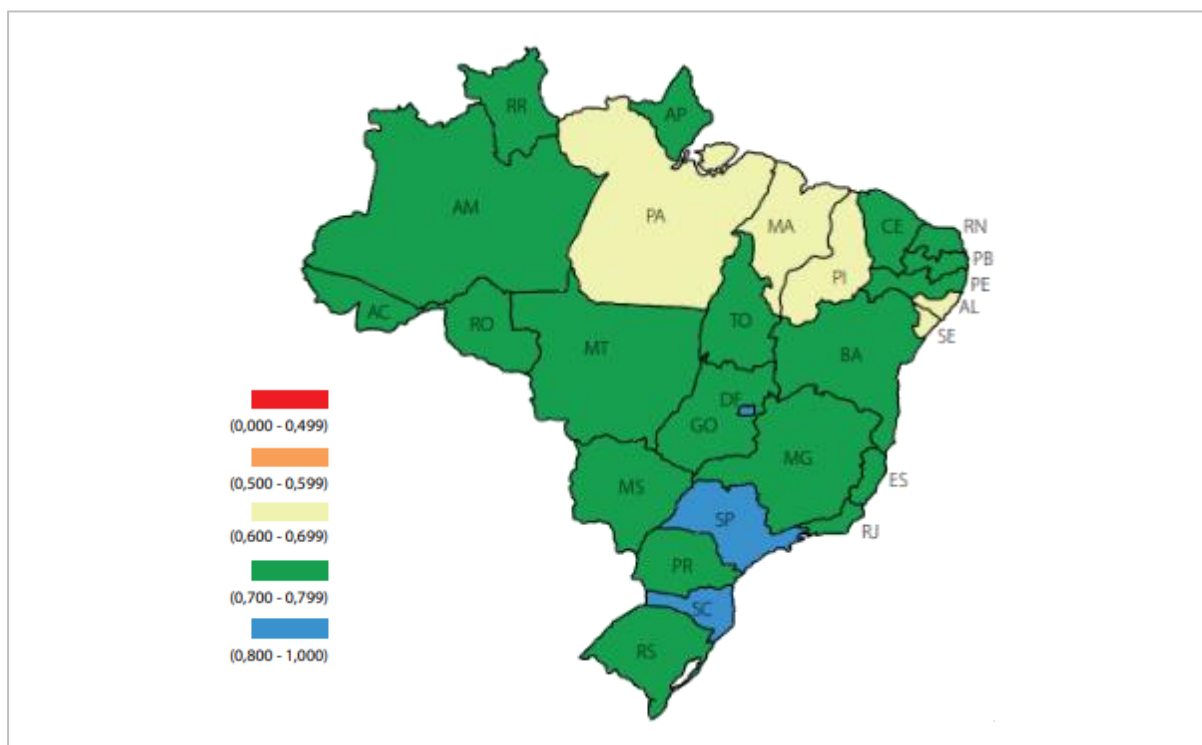 RR
AP
AM
PA
MA
CE
RN
PI
PB
PE
AL
SE
AC
RO
TO
MT
BA
DF
GO
MG
MS
ES
SP
RJ
PR
SC
RS
(0,000 - 0,499)
(0,500 - 0,599)
(0,600 - 0,699)
(0,700 - 0,799)
(0,800 - 1,000)